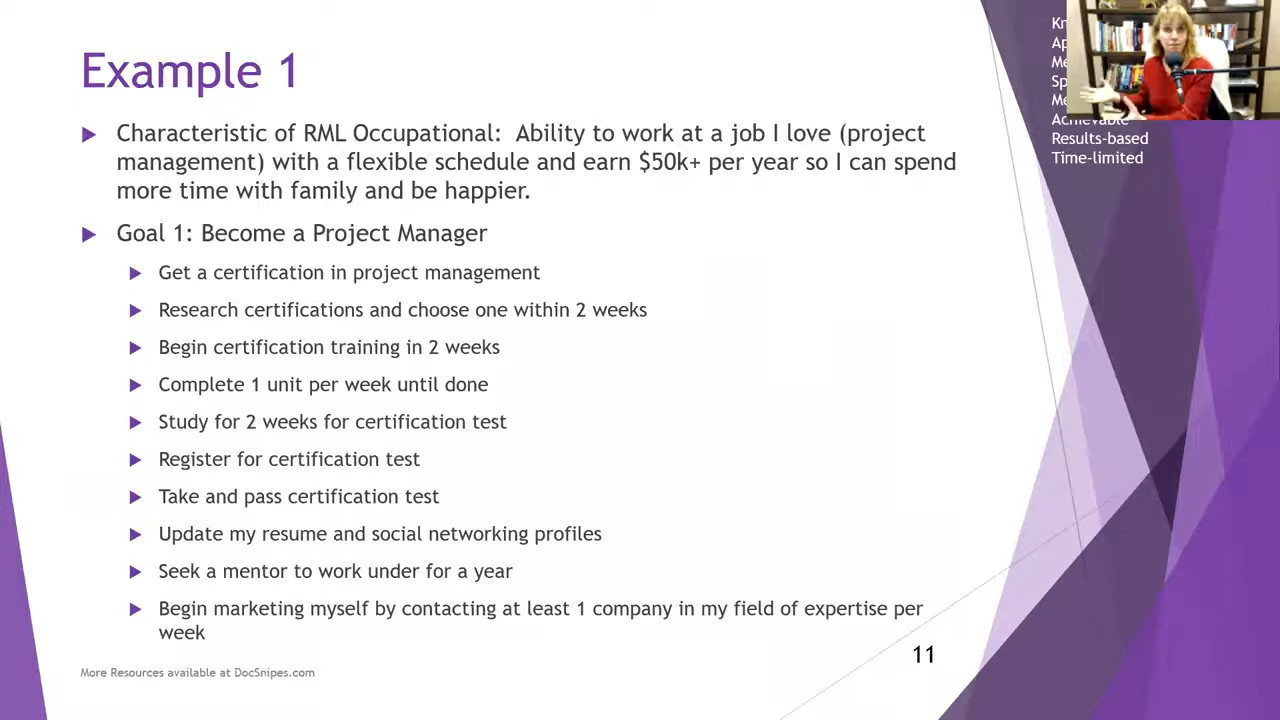 Example 1
Characteristic of RML Occupational: Ability to work at a job I love (project
management) with a flexible schedule and earn $50k+ per year so I can spend
more time with family and be happier.
Goal 1: Become a Project Manager
Get a certification in project management
Research certifications and choose one within 2 weeks
Begin certification training in 2 weeks
Complete 1 unit per week until done
Study for 2 weeks for certification test
Register for certification test
Take and pass certification test
Update my resume and social networking profiles
Seek a mentor to work under for a year
Begin marketing myself by contacting at least 1 company in my field of expertise per
week
More Resources available at DocSnipes.com
11
Achievable
Results-based
Time-limited